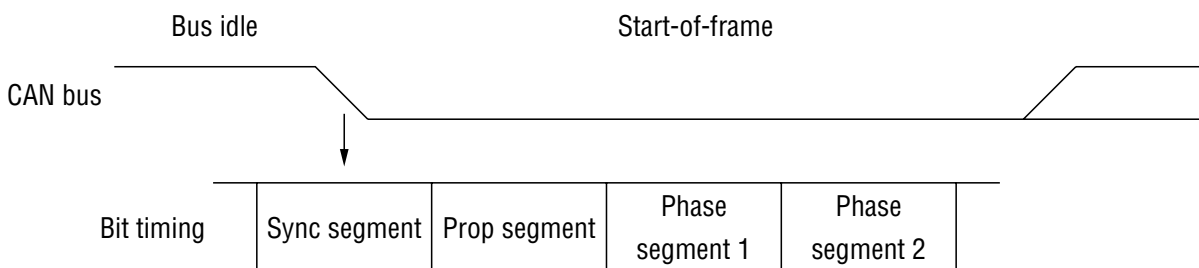 Bus idle
Start-of-frame
CAN bus
Bit timing
Sync segment
Prop segment
Phase
segment 1
Phase
segment 2